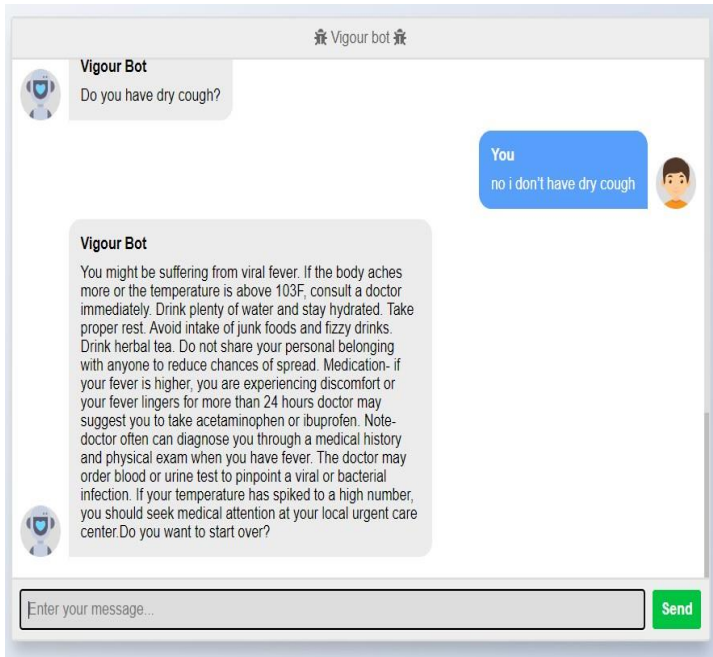 Vigour bot
Vigour Bot
Do you have dry cough?
You
no i don't have dry cough
Vigour Bot
You might be suffering from viral fever. If the body aches
more or the temperature is above 103F, consult a doctor
immediately. Drink plenty of water and stay hydrated. Take
proper rest. Avoid intake of junk foods and fizzy drinks.
Drink herbal tea. Do not share your personal belonging
with anyone to reduce chances of spread. Medication- if
your fever is higher, you are experiencing discomfort or
your fever lingers for more than 24 hours doctor may
suggest you to take acetaminophen or ibuprofen. Note-
doctor often can diagnose you through a medical history
and physical exam when you have fever. The doctor may
order blood or urine test to pinpoint a viral or bacterial
infection. If your temperature has spiked to a high number,
you should seek medical attention at your local urgent care
center.Do you want to start over?
Enter your message...
Send